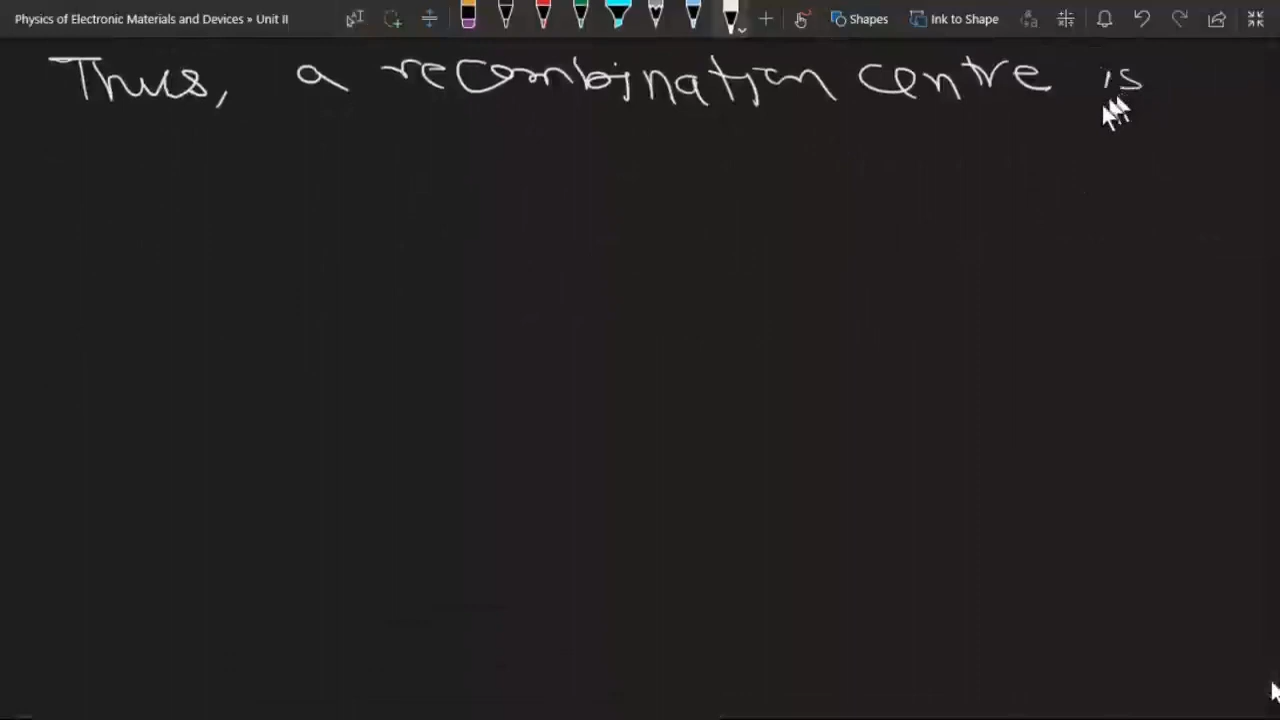 Physics of Electronic Materials and Devices » Unit II Shapes Ink to Shape
Thus, a recombination centre is